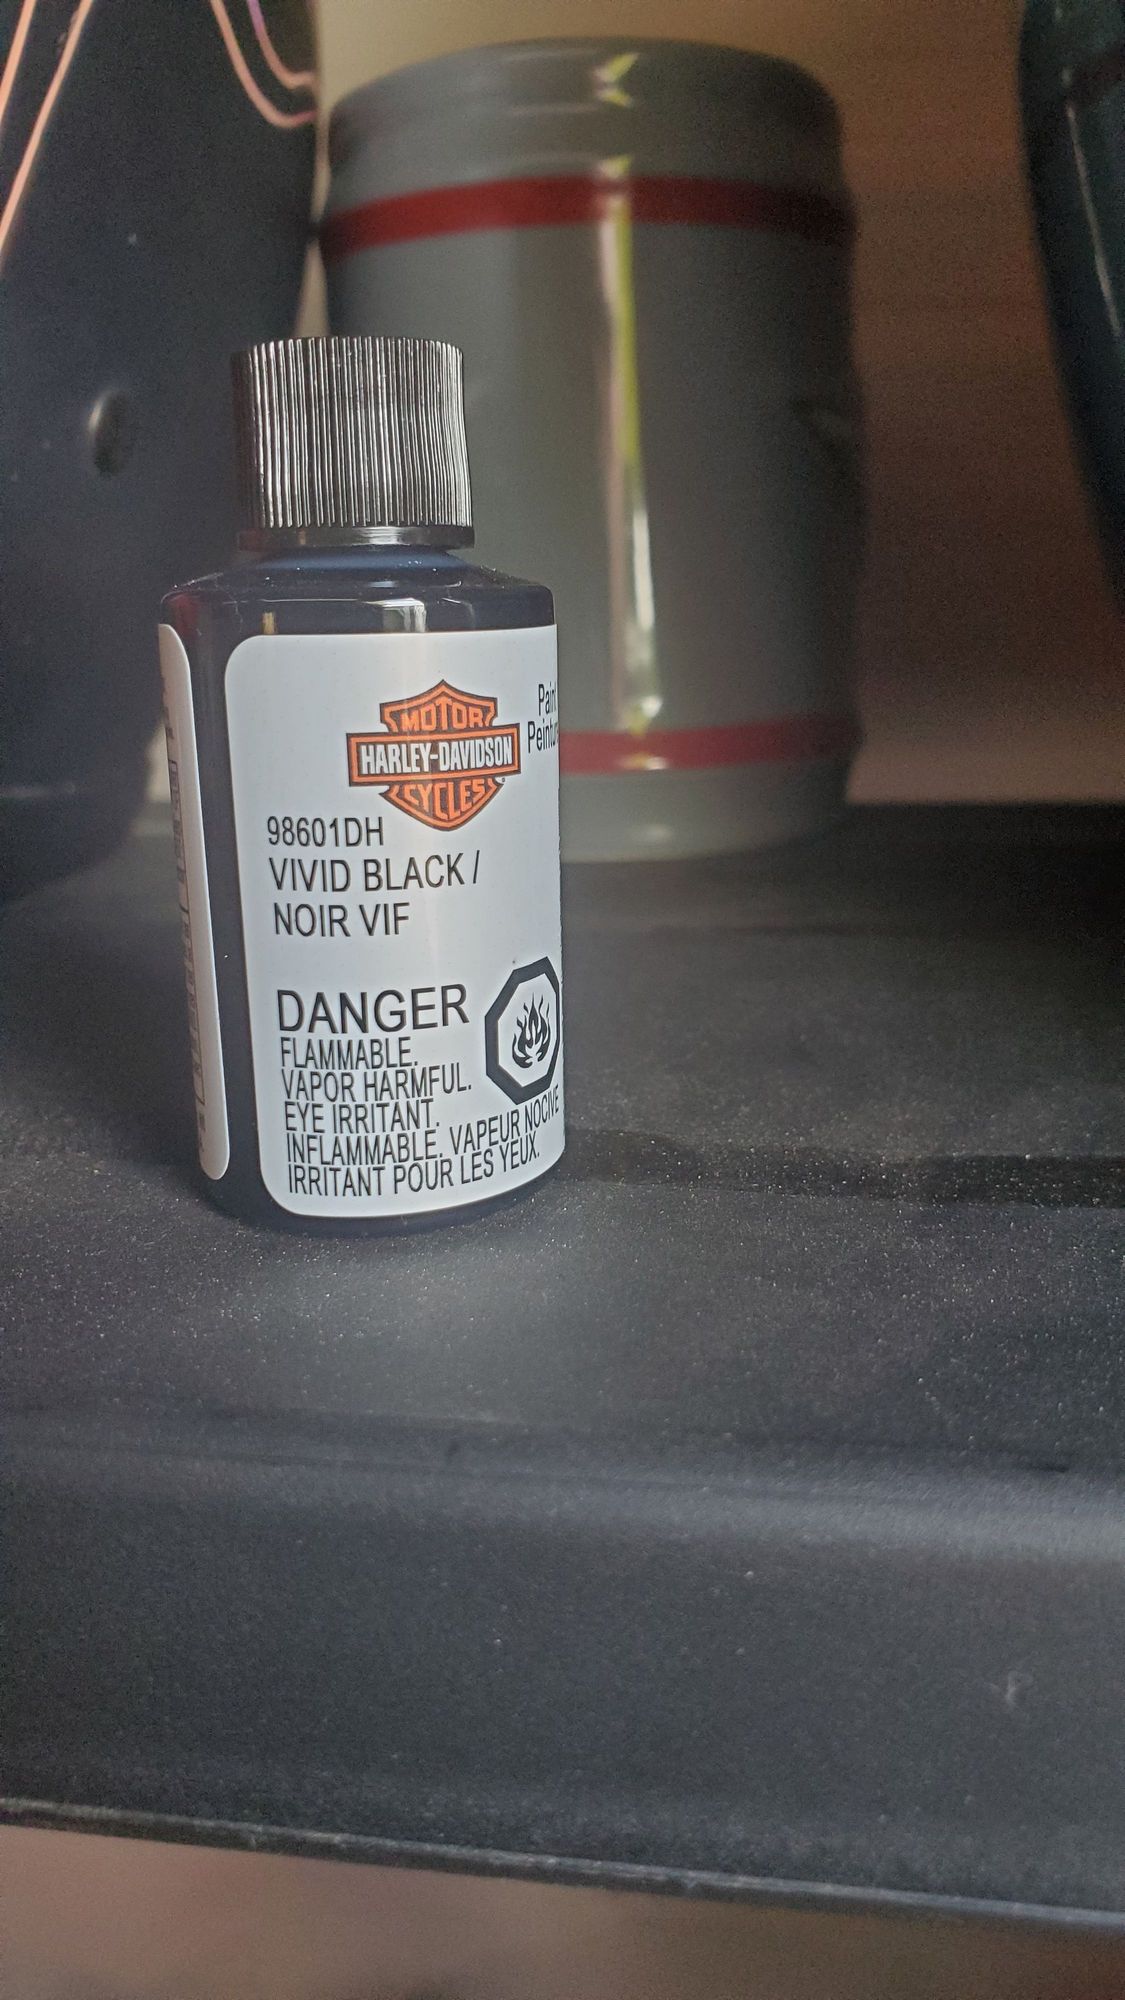 MOTOR
HARLEY-DAVIDSON
CYCLES
98601DH
VIVID BLACK /
NOIR VIF
DANGER
FLAMMABLE.
VAPOR HARMFUL.
EYE IRRITANT.
INFLAMMABLE. VAPEUR NOCIVE
IRRITANT POUR LES YEUX.